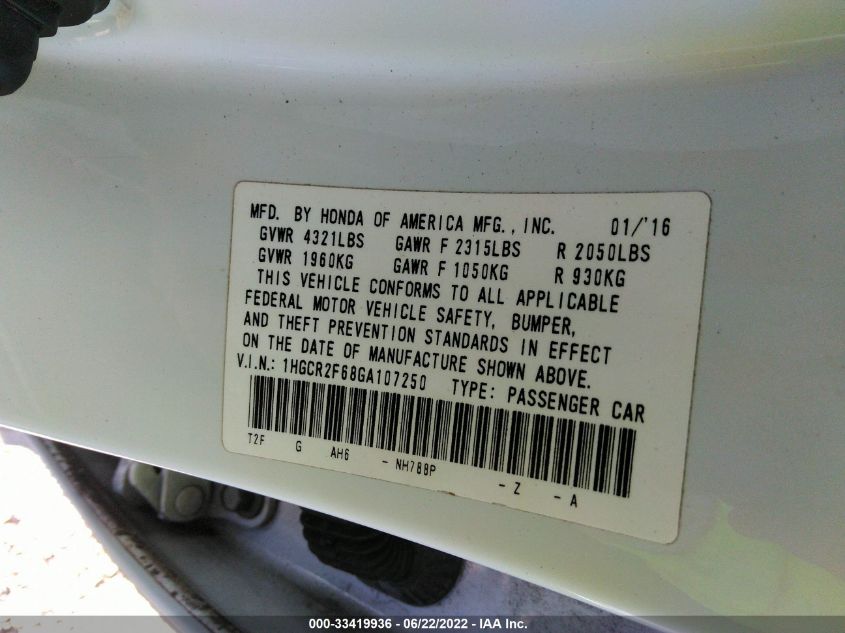 MFD. BY HONDA OF AMERICA MFG., INC. 01/'16
GVWR 4321LBS GAWR F 2315LBS R 2050LBS
GVWR 1960KG GAWR F 1050KG R 930KG
THIS VEHICLE CONFORMS TO ALL APPLICABLE
FEDERAL MOTOR VEHICLE SAFETY, BUMPER,
AND THEFT PREVENTION STANDARDS IN EFFECT
ON THE DATE OF MANUFACTURE SHOWN ABOVE.
V.I.N.: 1HGCR2F68GA107250 TYPE: PASSENGER CAR
T2F G AH6 - NH788P - Z - A
000-33419936 - 06/22/2022 - IAA Inc.